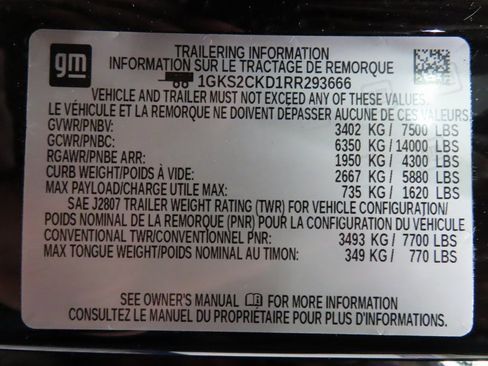 gm
TRAILERING INFORMATION
INFORMATION SUR LE TRACTAGE DE REMORQUE
1GKS2CKD1RR293666
VEHICLE AND TRAILER MUST NOT EXCEED ANY OF THESE VALUES.
LE VÉHICULE ET LA REMORQUE NE DOIVENT DÉPASSER AUCUNE DE CES VALEURS
GVWR/PNBV: 3402 KG / 7500 LBS
GCWR/PNBC: 6350 KG / 14000 LBS
RGAWR/PNBE ARR: 1950 KG / 4300 LBS
CURB WEIGHT/POIDS À VIDE: 2667 KG / 5880 LBS
MAX PAYLOAD/CHARGE UTILE MAX: 735 KG / 1620 LBS
SAE J2807 TRAILER WEIGHT RATING (TWR) FOR VEHICLE CONFIGURATION/
POIDS NOMINAL DE LA REMORQUE (PNR) POUR LA CONFIGURATION DU VÉHICULE
CONVENTIONAL TWR/CONVENTIONNEL PNR: 3493 KG / 7700 LBS
MAX TONGUE WEIGHT/POIDS NOMINAL AU TIMON: 349 KG / 770 LBS
SEE OWNER'S MANUAL FOR MORE INFORMATION
CONSULTEZ LE MANUEL DU PROPRIÉTAIRE POUR PLUS D'INFORMATIONS.